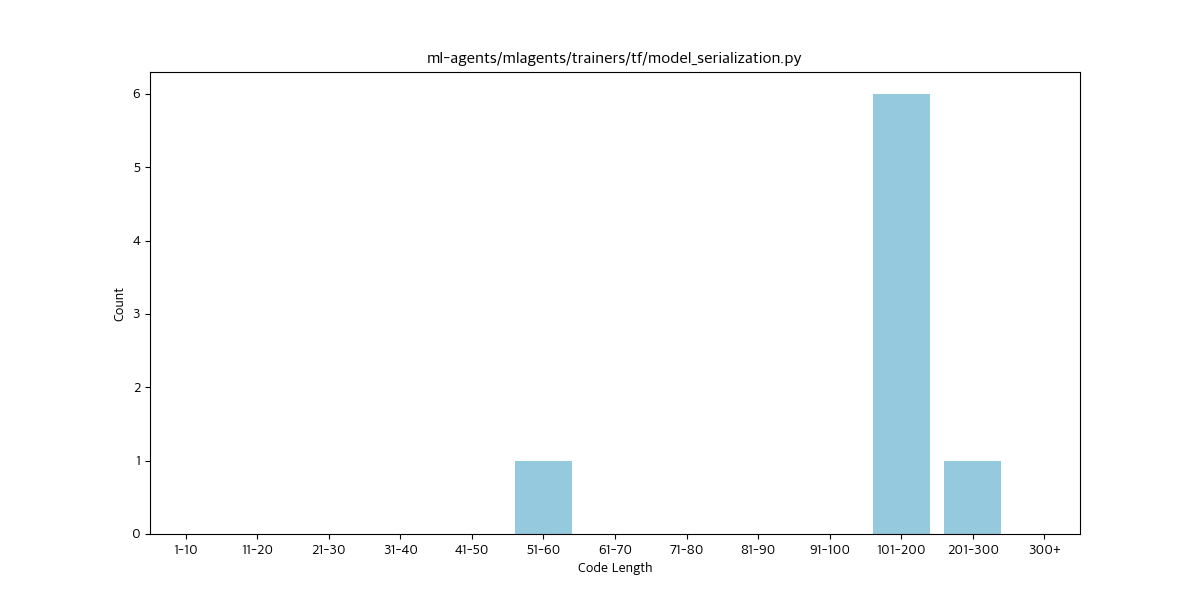 ml-agents/mlagents/trainers/tf/model_serialization.py
6
5
4
3
2
1
0
Count
1-10 11-20 21-30 31-40 41-50 51-60 61-70 71-80 81-90 91-100 101-200 201-300 300+
Code Length